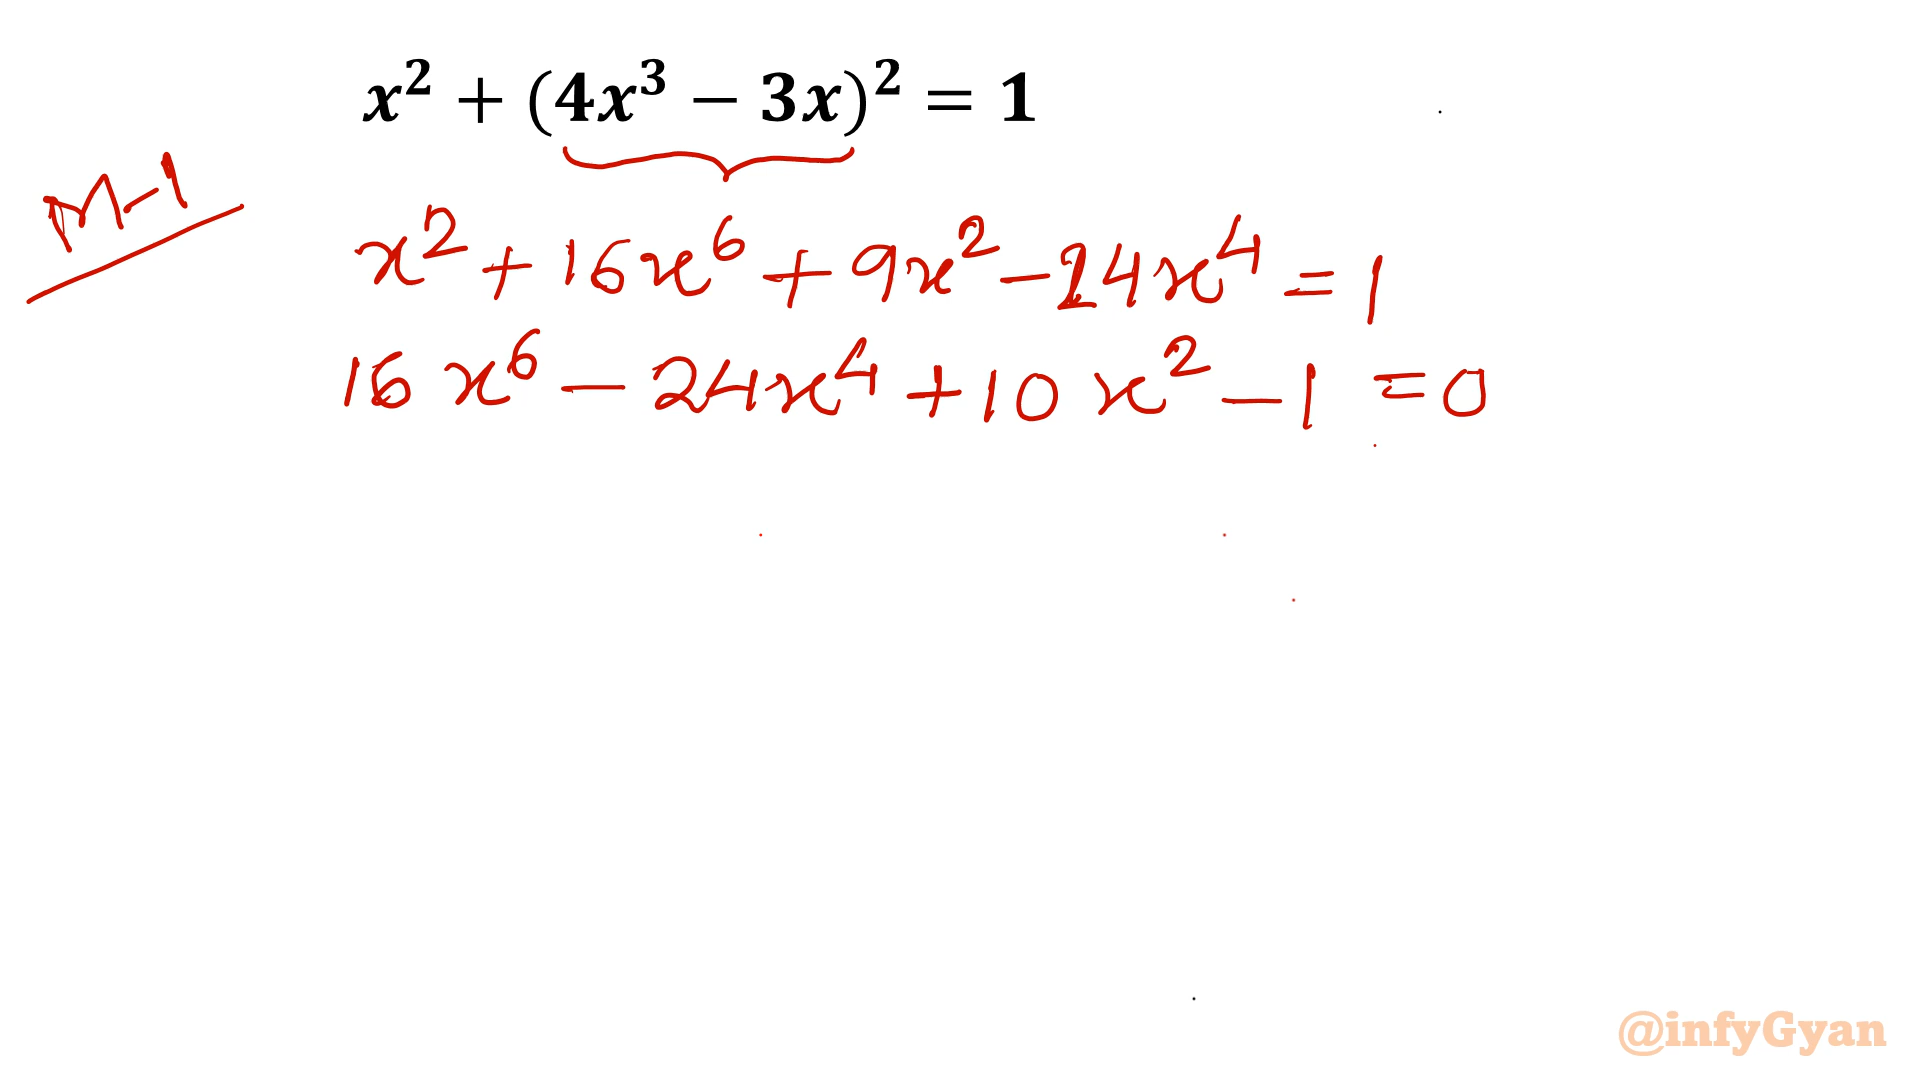 x² + (4x³ − 3x)² = 1
M-1
x² + 16x⁶ + 9x² − 24x⁴ = 1
16x⁶ − 24x⁴ + 10x² − 1 = 0
@infyGyan